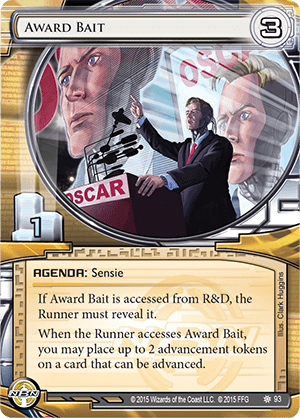 AWARD BAIT
3
OSCAR
OSCAR
1
AGENDA: Sensie
If Award Bait is accessed from R&D, the
Runner must reveal it.
When the Runner accesses Award Bait,
you may place up to 2 advancement tokens
on a card that can be advanced.
Illus. Clark Huggins
NBN
© 2015 Wizards of the Coast LLC. © 2015 FFG 93